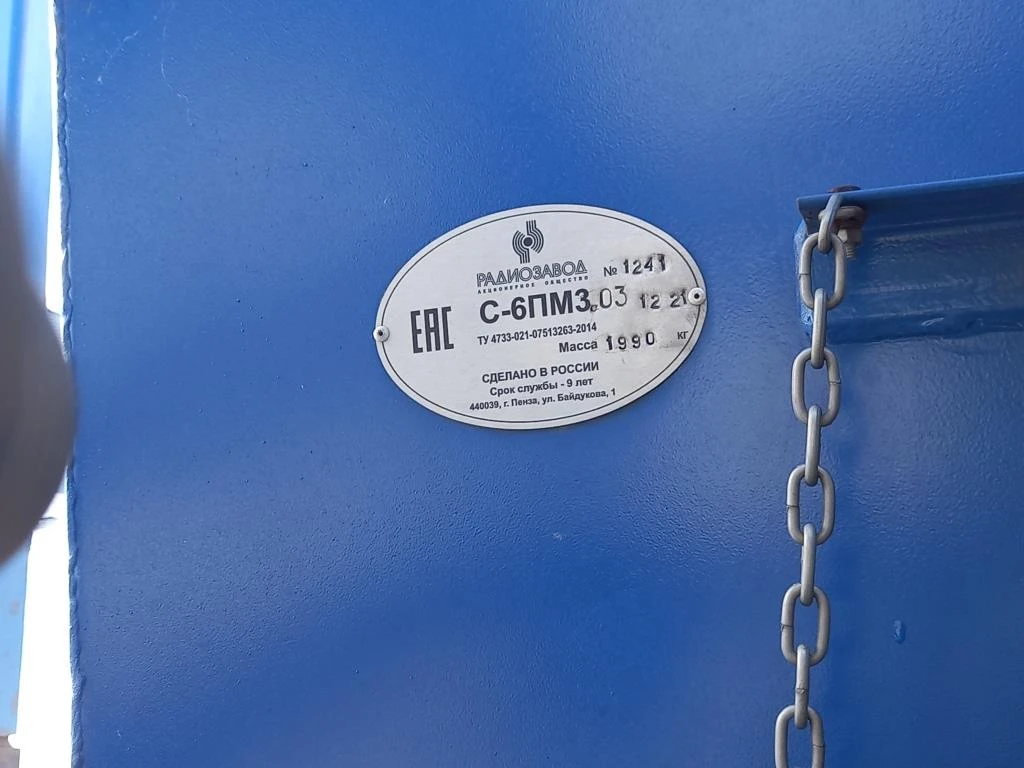 РАДИОЗАВОД
АКЦИОНЕРНОЕ ОБЩЕСТВО
№ 1241
ЕАС
С-6ПМ3.03 12 21
ТУ 4733-021-07513263-2014
Масса 1990 кг
СДЕЛАНО В РОССИИ
Срок службы - 9 лет
440039, г. Пенза, ул. Байдукова, 1